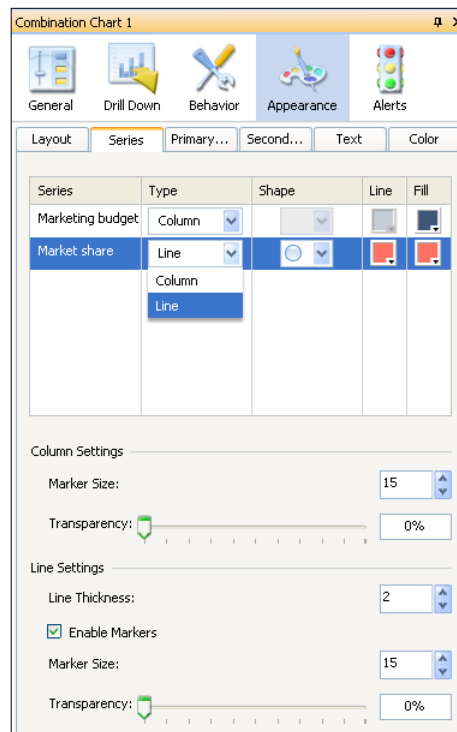 Combination Chart 1
General Drill Down Behavior Appearance Alerts
Layout Series Primary... Second... Text Color
Series Type Shape Line Fill
Marketing budget Column
Market share Line
Column
Line
Column Settings
Marker Size: 15
Transparency: 0%
Line Settings
Line Thickness: 2
Enable Markers
Marker Size: 15
Transparency: 0%